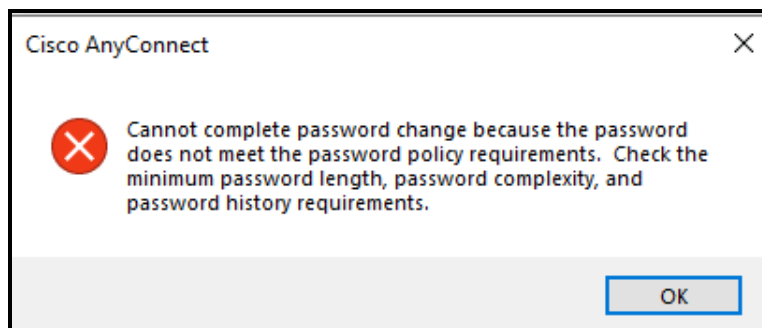 Cisco AnyConnect
Cannot complete password change because the password
does not meet the password policy requirements.  Check the
minimum password length, password complexity, and
password history requirements.
OK